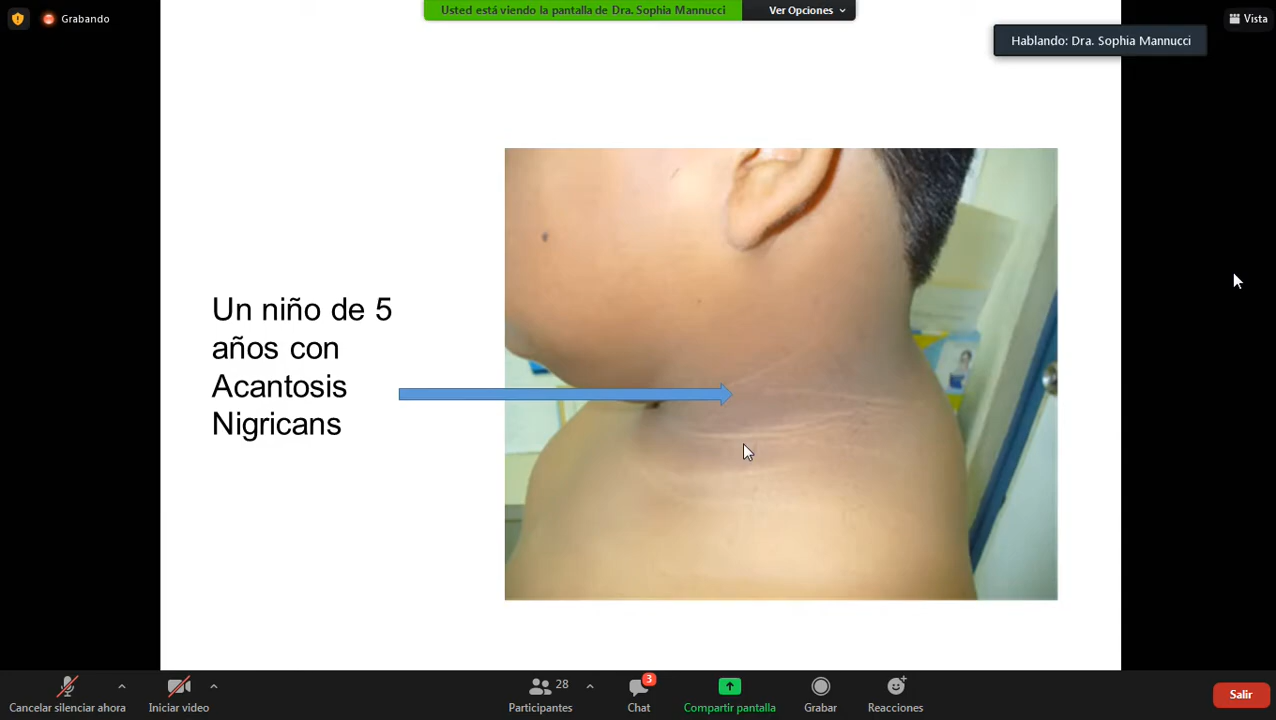 Grabando
Usted está viendo la pantalla de Dra. Sophia Mannucci
Ver Opciones
Vista
Hablando: Dra. Sophia Mannucci
Un niño de 5
años con
Acantosis
Nigricans
Cancelar silenciar ahora
Iniciar video
28
Participantes
3
Chat
Compartir pantalla
Grabar
Reacciones
Salir